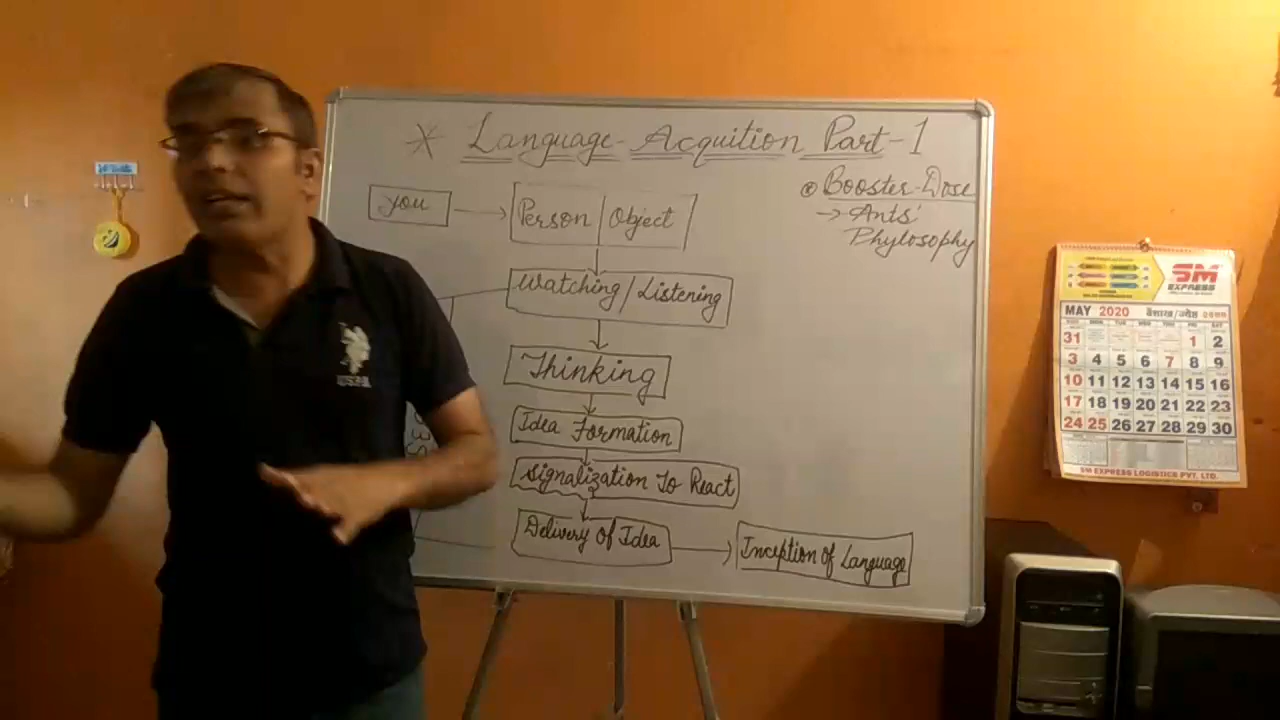 * Language-Acquition Part-1
You
Person | Object
Booster-Dose
→ Ants'
Phylosophy
Watching/Listening
Thinking
Idea Formation
Signalization To React
Delivery of Idea
Inception of Language
USPA
SM
EXPRESS
MAY 2020 वैशाख/ज्येष्ठ
31 1 2
3 4 5 6 7 8 9
10 11 12 13 14 15 16
17 18 19 20 21 22 23
24 25 26 27 28 29 30
SM EXPRESS LOGISTICS PVT. LTD.